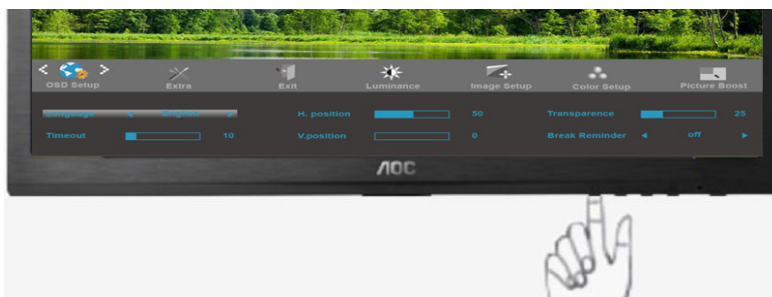 OSD Setup Extra Exit Luminance Image Setup Color Setup Picture Boost
Language English H. position 50 Transparence 25
Timeout 10 V.position 0 Break Reminder off
AOC